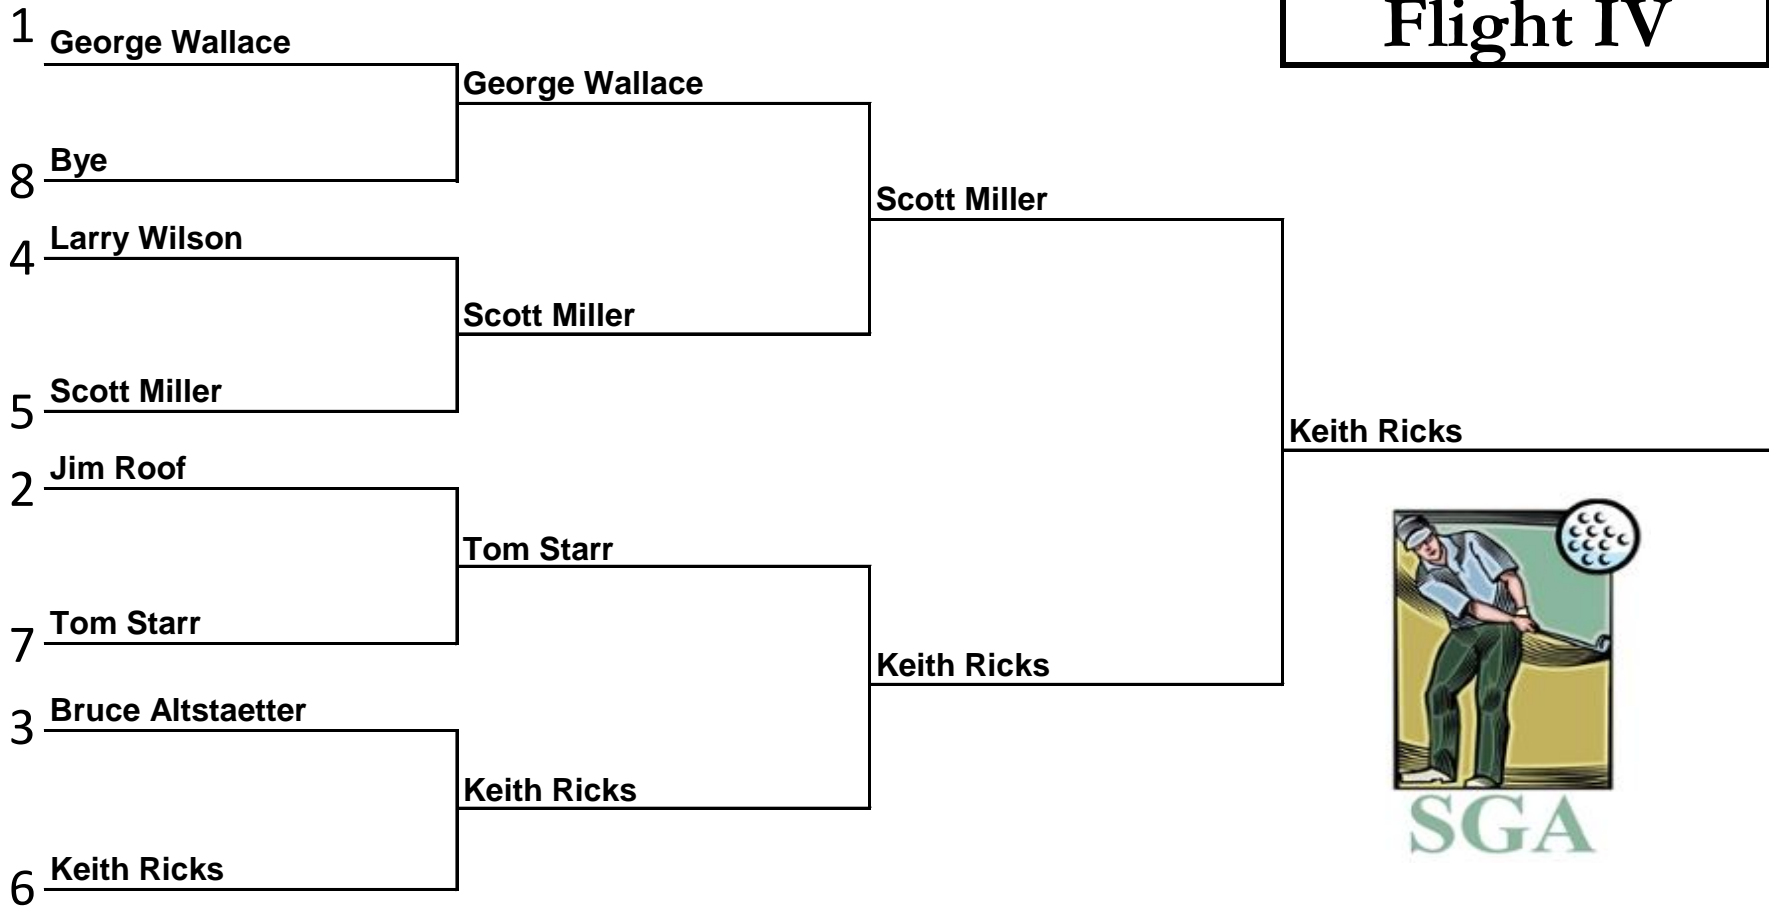 Flight IV
1 George Wallace
George Wallace
8 Bye
Scott Miller
4 Larry Wilson
Scott Miller
5 Scott Miller
Keith Ricks
2 Jim Roof
Tom Starr
7 Tom Starr
Keith Ricks
3 Bruce Altstaetter
Keith Ricks
6 Keith Ricks
SGA